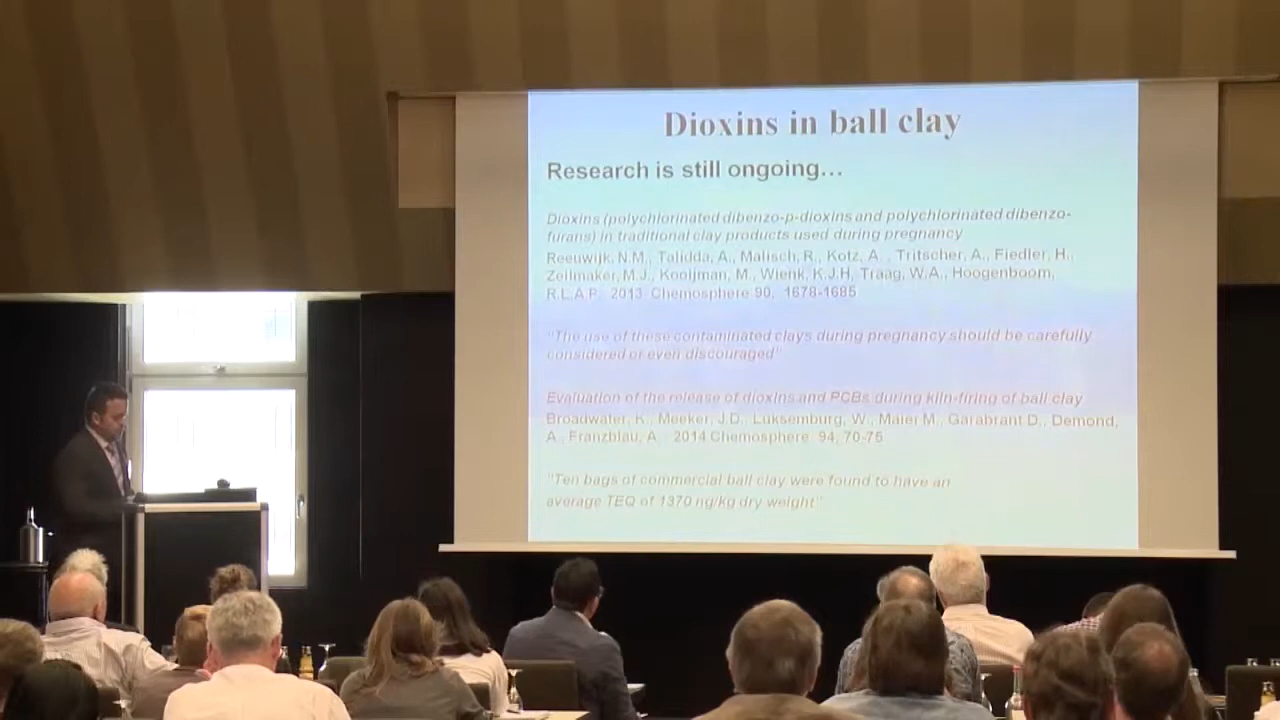 Dioxins in ball clay
Research is still ongoing...
Dioxins (polychlorinated dibenzo-p-dioxins and polychlorinated dibenzo-
furans) in traditional clay products used during pregnancy
Reeuwijk, N.M., Talidda, A., Malisch, R., Kotz, A., Tritscher, A., Fiedler, H.,
Zeilmaker, M.J., Kooijman, M., Wienk, K.J.H, Traag, W.A., Hoogenboom,
R.L.A.P. 2013 Chemosphere 90, 1678-1685
"The use of these contaminated clays during pregnancy should be carefully
considered or even discouraged"
Evaluation of the release of dioxins and PCBs during kiln-firing of ball clay
Broadwater, K., Meeker, J.D., Luksemburg, W., Maier M., Garabrant D., Demond,
A., Franzblau, A. 2014 Chemosphere 94, 70-75
"Ten bags of commercial ball clay were found to have an
average TEQ of 1370 ng/kg dry weight"